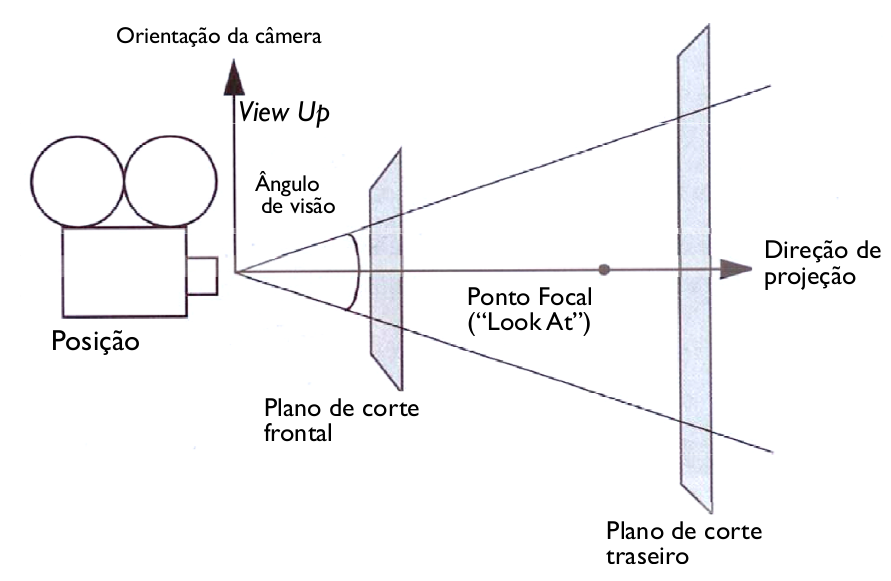 Orientação da câmera
View Up
Ângulo
de visão
Direção de
projeção
Ponto Focal
(“Look At”)
Posição
Plano de corte
frontal
Plano de corte
traseiro